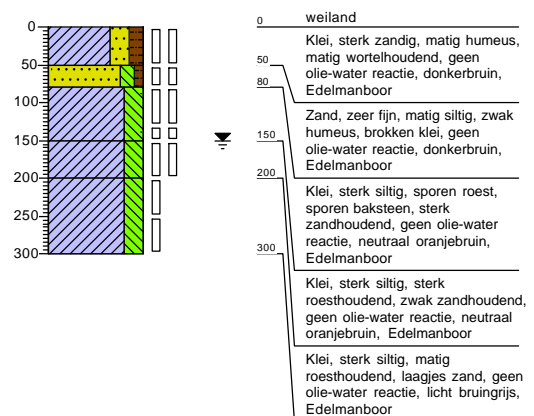 0
50
100
150
200
250
300
0
weiland
Klei, sterk zandig, matig humeus,
matig wortelhoudend, geen
olie-water reactie, donkerbruin,
Edelmanboor
50
Zand, zeer fijn, matig siltig, zwak
humeus, brokken klei, geen
olie-water reactie, donkerbruin,
Edelmanboor
80
Klei, sterk siltig, sporen roest,
sporen baksteen, sterk
zandhoudend, geen olie-water
reactie, neutraal oranjebruin,
Edelmanboor
150
Klei, sterk siltig, sterk
roesthoudend, zwak zandhoudend,
geen olie-water reactie, neutraal
oranjebruin, Edelmanboor
200
Klei, sterk siltig, matig
roesthoudend, laagjes zand, geen
olie-water reactie, licht bruingrijs,
Edelmanboor
300